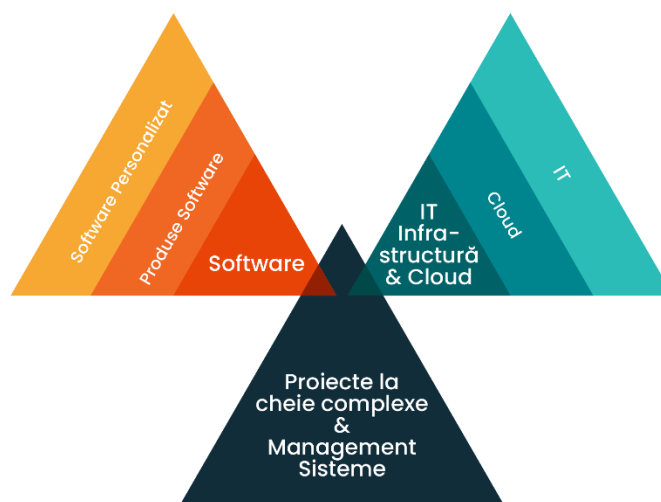 Software Personalizat
Produse Software
Software
IT
Infra-
structură
& Cloud
Cloud
IT
Proiecte la
cheie complexe
&
Management
Sisteme